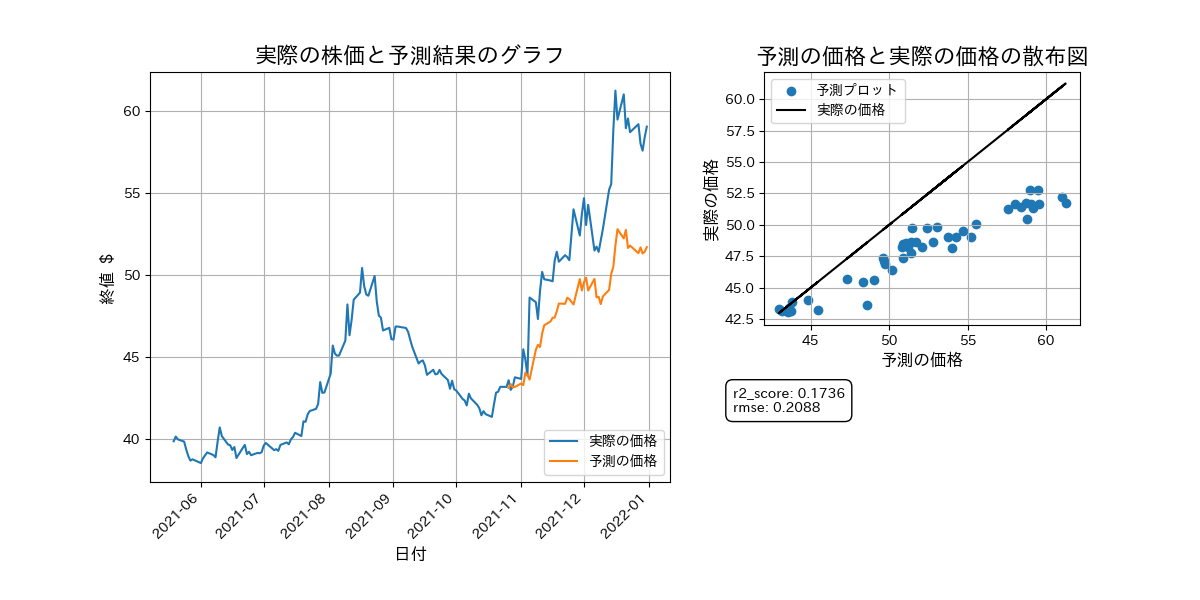 実際の株価と予測結果のグラフ
終値 $
60
55
50
45
40
2021-06
2021-07
2021-08
2021-09
2021-10
2021-11
2021-12
2022-01
日付
実際の価格
予測の価格
予測の価格と実際の価格の散布図
実際の価格
60.0
57.5
55.0
52.5
50.0
47.5
45.0
42.5
45
50
55
60
予測の価格
予測プロット
実際の価格
r2_score: 0.1736
rmse: 0.2088